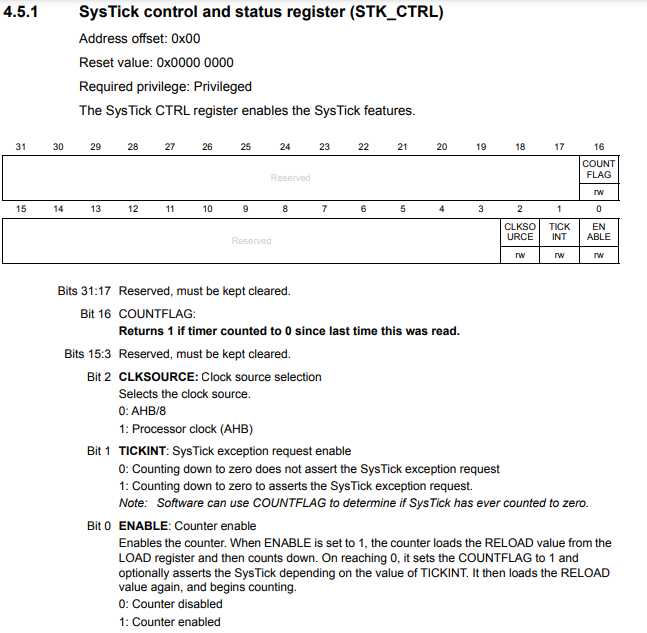 4.5.1 SysTick control and status register (STK_CTRL)
Address offset: 0x00
Reset value: 0x0000 0000
Required privilege: Privileged
The SysTick CTRL register enables the SysTick features.
31 30 29 28 27 26 25 24 23 22 21 20 19 18 17 16
Reserved
COUNT
FLAG
rw
15 14 13 12 11 10 9 8 7 6 5 4 3 2 1 0
Reserved
CLKSO
URCE
TICK
INT
EN
ABLE
rw rw rw
Bits 31:17 Reserved, must be kept cleared.
Bit 16 COUNTFLAG:
Returns 1 if timer counted to 0 since last time this was read.
Bits 15:3 Reserved, must be kept cleared.
Bit 2 CLKSOURCE: Clock source selection
Selects the clock source.
0: AHB/8
1: Processor clock (AHB)
Bit 1 TICKINT: SysTick exception request enable
0: Counting down to zero does not assert the SysTick exception request
1: Counting down to zero to asserts the SysTick exception request.
Note: Software can use COUNTFLAG to determine if SysTick has ever counted to zero.
Bit 0 ENABLE: Counter enable
Enables the counter. When ENABLE is set to 1, the counter loads the RELOAD value from the
LOAD register and then counts down. On reaching 0, it sets the COUNTFLAG to 1 and
optionally asserts the SysTick depending on the value of TICKINT. It then loads the RELOAD
value again, and begins counting.
0: Counter disabled
1: Counter enabled